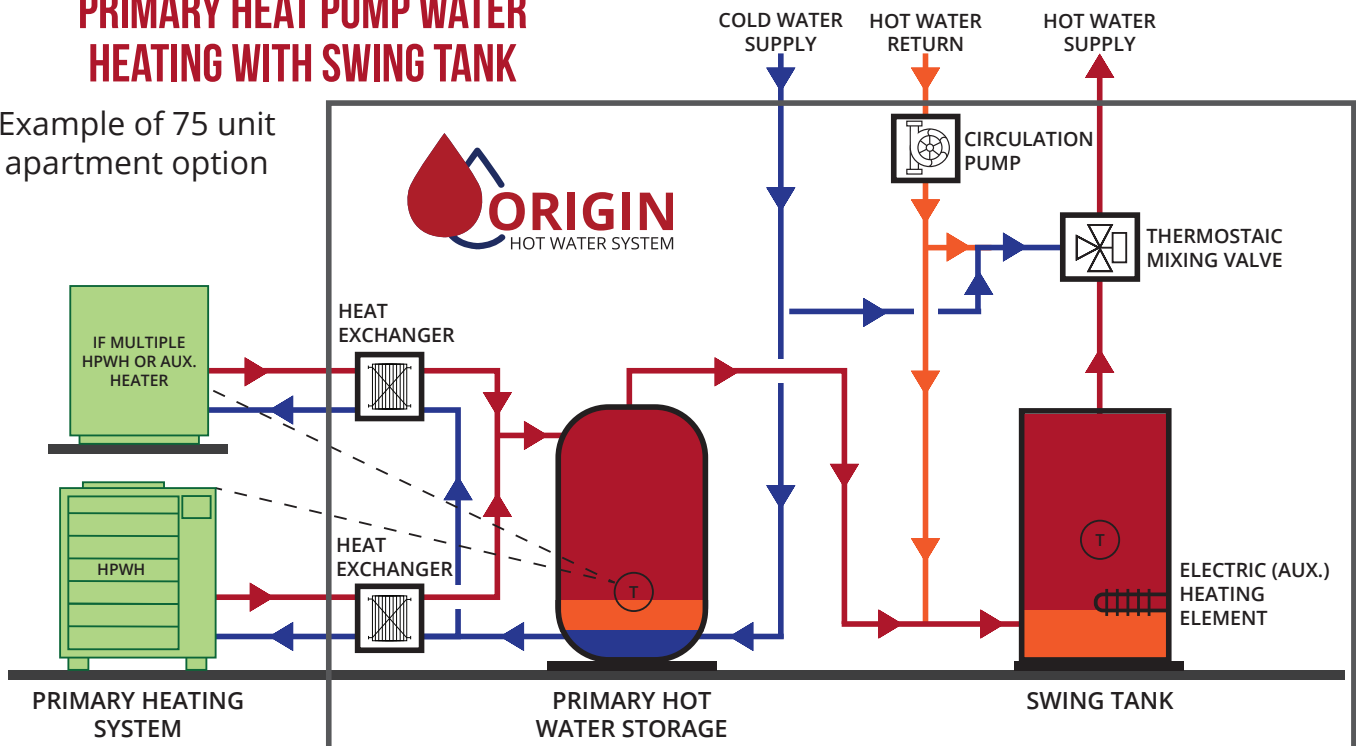 PRIMARY HEAT PUMP WATER
HEATING WITH SWING TANK
Example of 75 unit
apartment option
COLD WATER
SUPPLY
HOT WATER
RETURN
HOT WATER
SUPPLY
CIRCULATION
PUMP
ORIGIN
HOT WATER SYSTEM
THERMOSTAIC
MIXING VALVE
HEAT
EXCHANGER
IF MULTIPLE
HPWH OR AUX.
HEATER
HEAT
EXCHANGER
HPWH
T
T
ELECTRIC (AUX.)
HEATING
ELEMENT
PRIMARY HEATING
SYSTEM
PRIMARY HOT
WATER STORAGE
SWING TANK